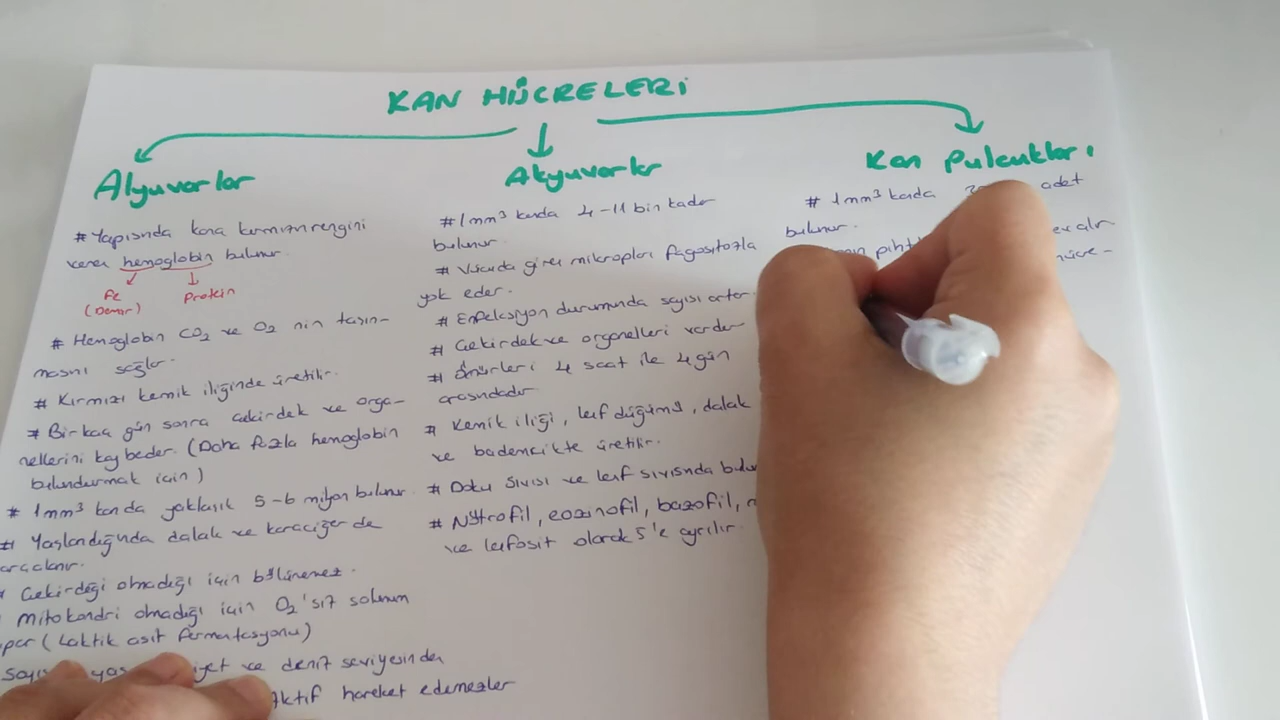 KAN HÜCRELERİ
Alyuvarlar
# Yapısında kana kırmızı rengini
veren hemoglobin bulunur.
Fe
(Demir)
Protein
# Hemoglobin CO₂ ve O₂ nin taşın-
masını sağlar.
# Kırmızı kemik iliğinde üretilir.
# Birkaç gün sonra çekirdek ve orga-
nellerini kaybeder. (Daha fazla hemoglobin
bulundurmak için)
# 1mm³ kanda yaklaşık 5-6 milyon bulunur.
# Yaşlandığında dalak ve karaciğer de
parçalanır.
# Çekirdeği olmadığı için bölünemez.
Mitokondri olmadığı için O₂'siz solunum
(Laktik asit fermantasyonu)
ve deniz seviyesinden
Aktif hareket edemezler
Akyuvarlar
# 1mm³ kanda 4-11 bin kadar
bulunur.
# Vücuda giren mikropları fagositozla
yok eder.
# Enfeksiyon durumunda sayısı artar.
# Çekirdek ve organelleri vardır
# Ömürleri 4 saat ile 4 gün
arasındadır
# Kemik iliği, lenf düğümü, dalak
ve bademcikte üretilir.
# Doku sıvısı ve lenf sıvısında
# Nötrofil, eozinofil, bazofil,
ve lenfosit olarak 5'e ayrılır.
Kan Pulcukları
# 1mm³ kanda adet
bulunur.